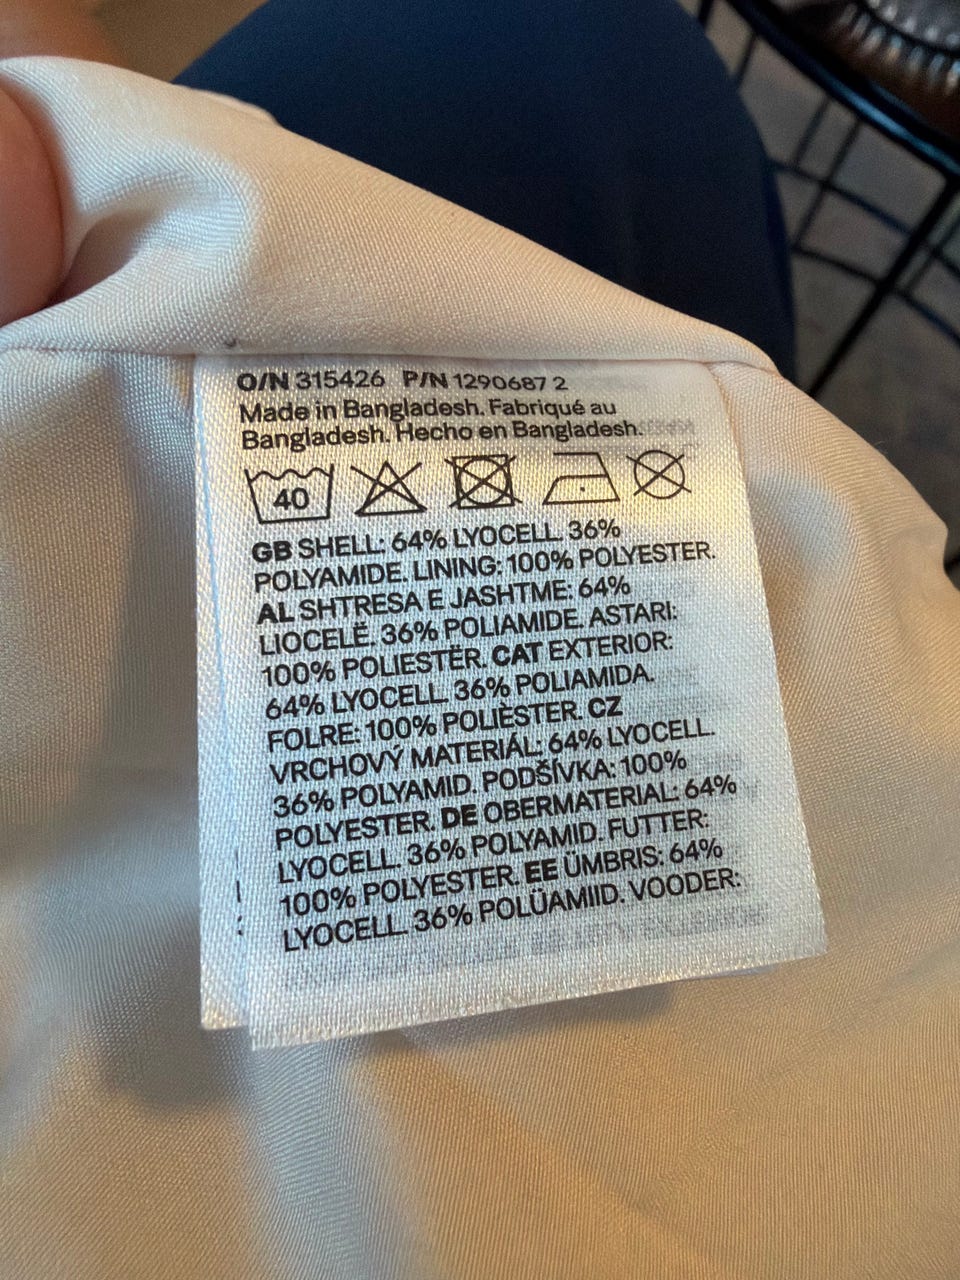 O/N 315426 P/N 1290687 2
Made in Bangladesh. Fabriqué au
Bangladesh. Hecho en Bangladesh.
40
GB SHELL: 64% LYOCELL. 36%
POLYAMIDE. LINING: 100% POLYESTER.
AL SHTRESA E JASHTME: 64%
LIOCELË. 36% POLIAMIDE. ASTARI:
100% POLIESTËR. CAT EXTERIOR:
64% LYOCELL. 36% POLIAMIDA.
FOLRE: 100% POLIÈSTER. CZ
VRCHOVÝ MATERIÁL: 64% LYOCELL.
36% POLYAMID. PODŠÍVKA: 100%
POLYESTER. DE OBERMATERIAL: 64%
LYOCELL. 36% POLYAMID. FUTTER:
100% POLYESTER. EE ÜMBRIS: 64%
LYOCELL. 36% POLÜAMIID. VOODER: